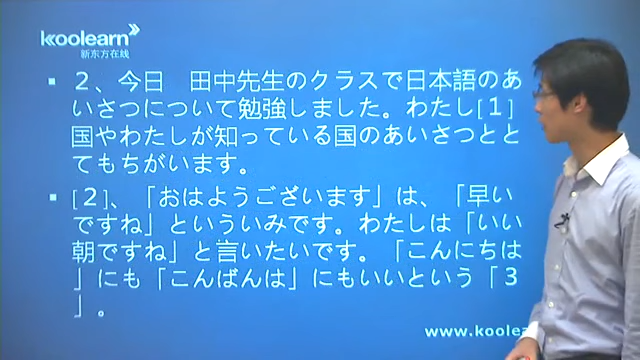 koolearn
新东方在线
２、今日　田中先生のクラスで日本語のあ
いさつについて勉強しました。わたし[１]
国やわたしが知っている国のあいさつとと
てもちがいます。
[２]、「おはようございます」は、「早い
ですね」といういみです。わたしは「いい
朝ですね」と言いたいです。「こんにちは
」にも「こんばんは」にもいいという「３
」。
www.koolea